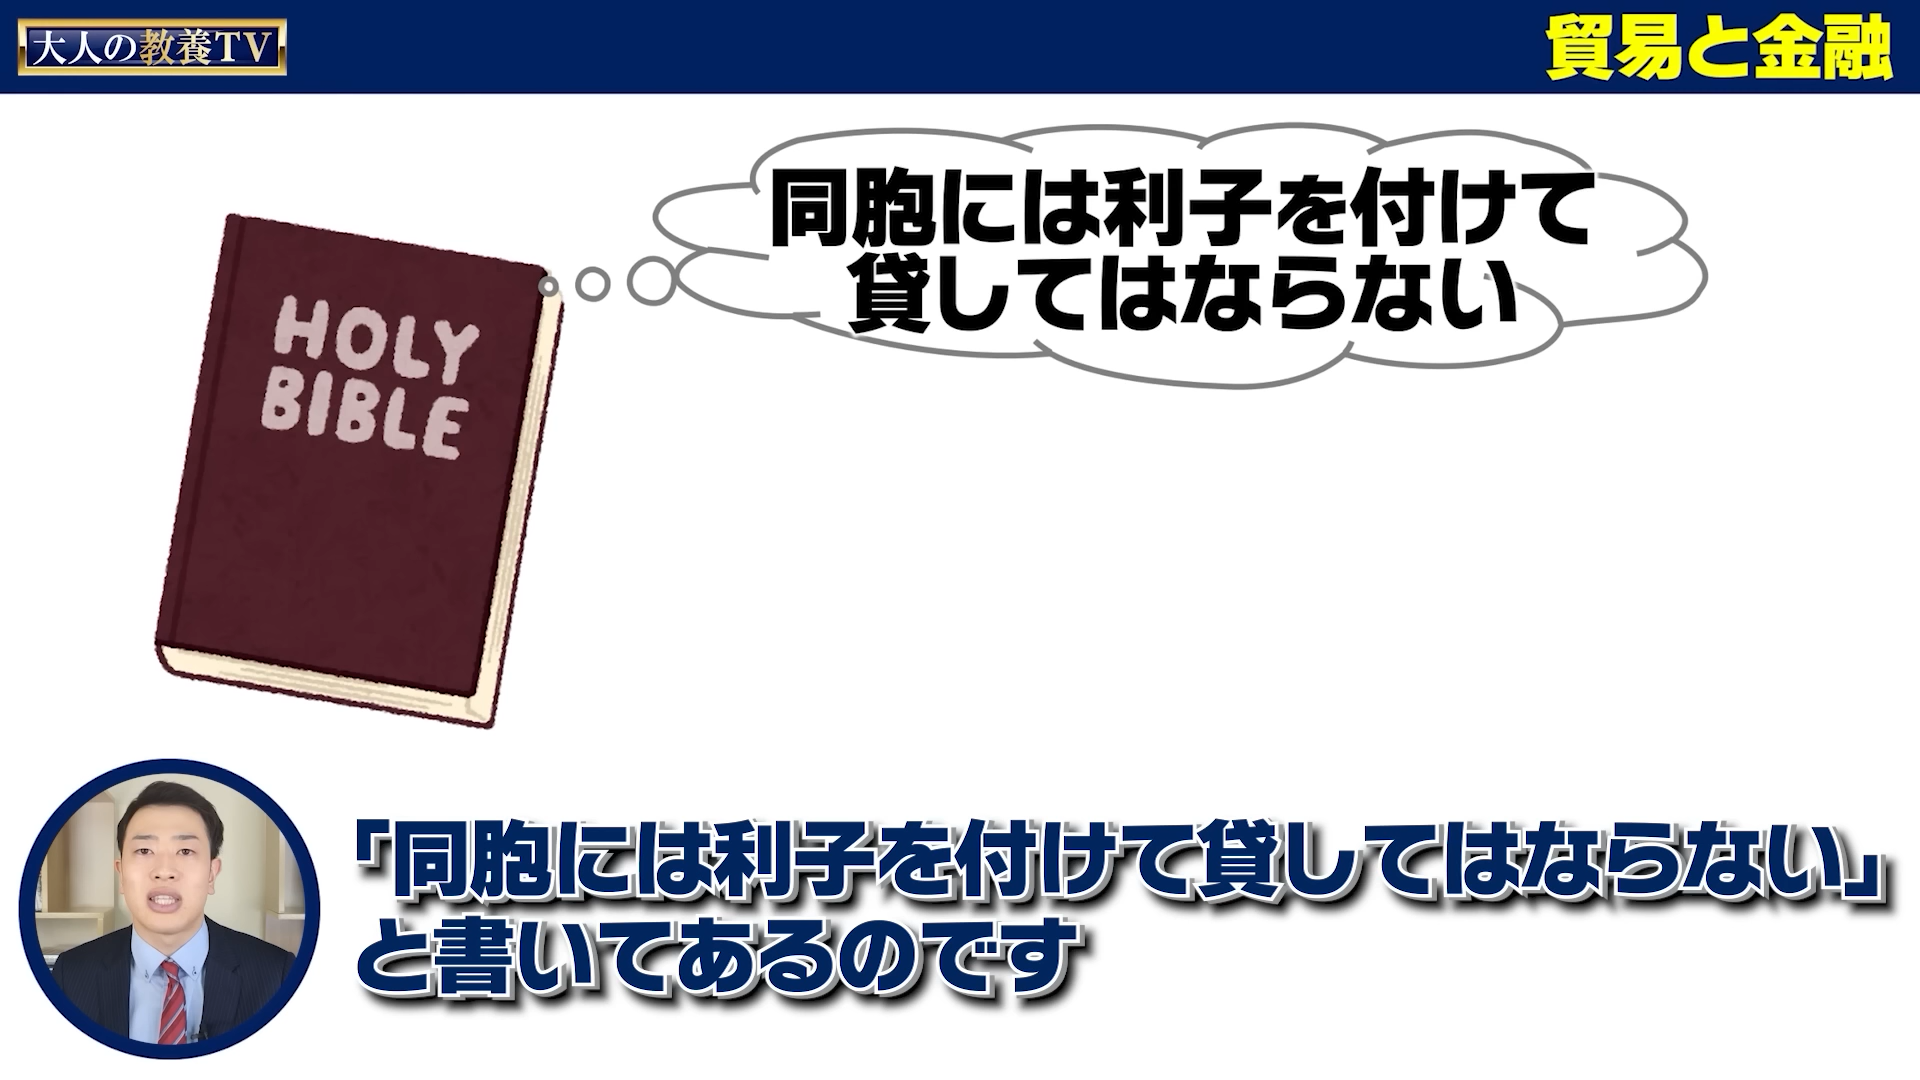 大人の教養TV
貿易と金融
同胞には利子を付けて
貸してはならない
HOLY
BIBLE
「同胞には利子を付けて貸してはならない」
と書いてあるのです